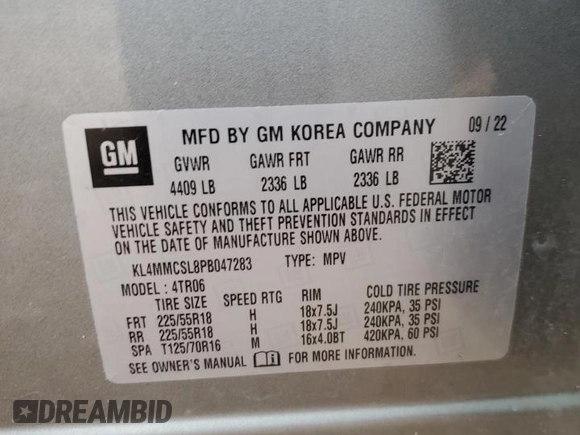 GM
MFD BY GM KOREA COMPANY 09/22
GVWR GAWR FRT GAWR RR
4409 LB 2336 LB 2336 LB
THIS VEHICLE CONFORMS TO ALL APPLICABLE U.S. FEDERAL MOTOR
VEHICLE SAFETY AND THEFT PREVENTION STANDARDS IN EFFECT
ON THE DATE OF MANUFACTURE SHOWN ABOVE.
KL4MMCSL8PB047283 TYPE: MPV
MODEL: 4TR06
TIRE SIZE SPEED RTG RIM COLD TIRE PRESSURE
FRT 225/55R18 H 18x7.5J 240KPA, 35 PSI
RR 225/55R18 H 18x7.5J 240KPA, 35 PSI
SPA T125/70R16 M 16x4.0BT 420KPA, 60 PSI
SEE OWNER'S MANUAL FOR MORE INFORMATION
DREAMBID